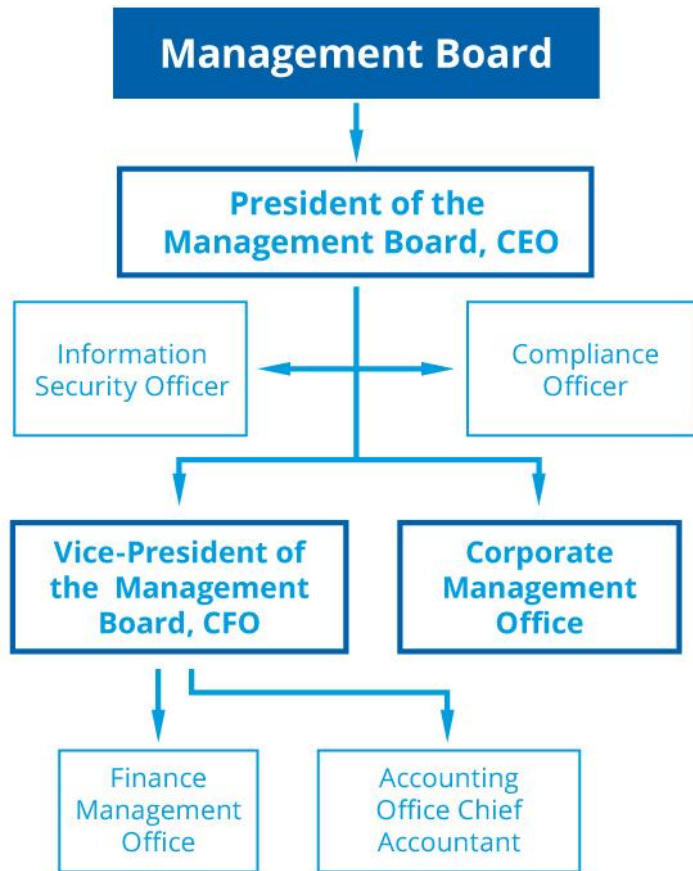 Management Board
President of the
Management Board, CEO
Information
Security Officer
Compliance
Officer
Vice-President of
the Management
Board, CFO
Corporate
Management
Office
Finance
Management
Office
Accounting
Office Chief
Accountant